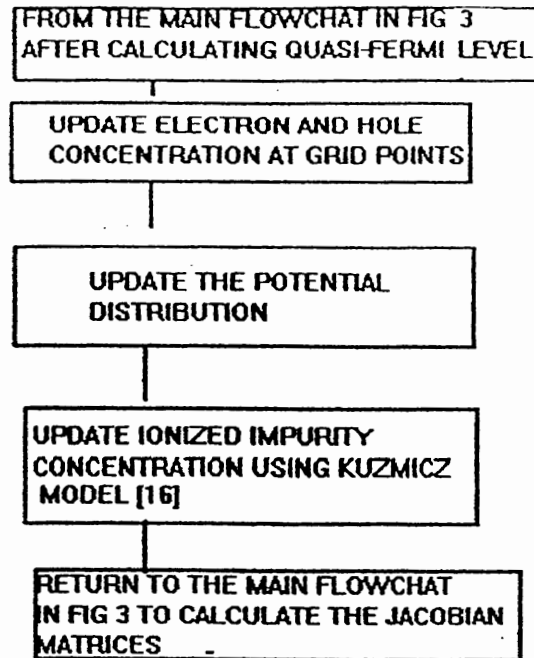 FROM THE MAIN FLOWCHAT IN FIG 3
AFTER CALCULATING QUASI-FERMI LEVEL
UPDATE ELECTRON AND HOLE
CONCENTRATION AT GRID POINTS
UPDATE THE POTENTIAL
DISTRIBUTION
UPDATE IONIZED IMPURITY
CONCENTRATION USING KUZMICZ
MODEL [16]
RETURN TO THE MAIN FLOWCHAT
IN FIG 3 TO CALCULATE THE JACOBIAN
MATRICES